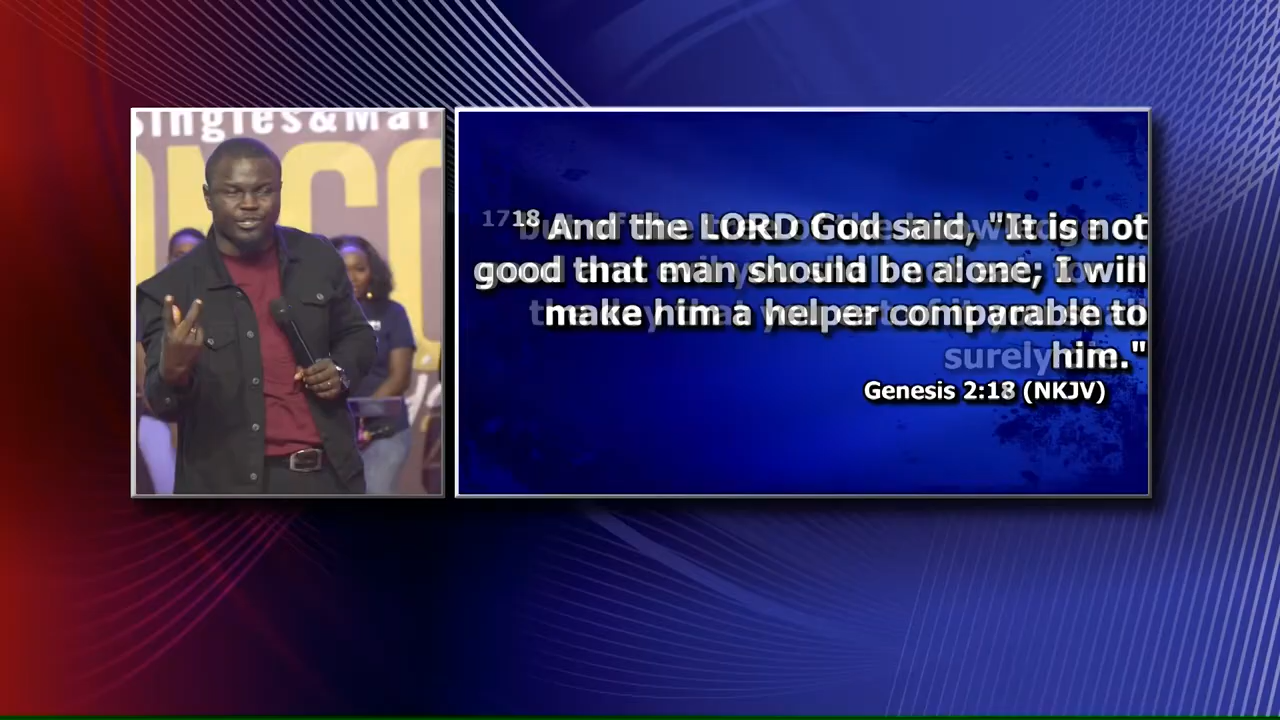 Singles&Mar
18 And the LORD God said, "It is not
good that man should be alone; I will
make him a helper comparable to
him."
surely
Genesis 2:18 (NKJV)